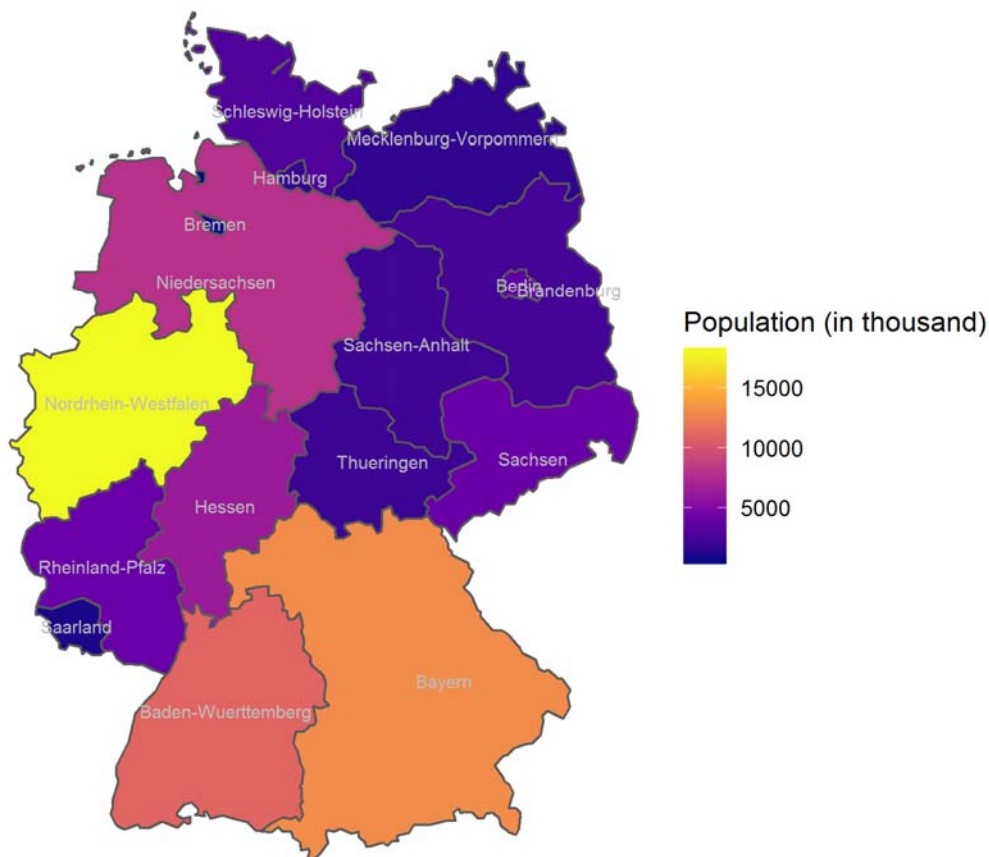 Schleswig-Holstein
Mecklenburg-Vorpommern
Hamburg
Bremen
Niedersachsen
Berlin
Brandenburg
Sachsen-Anhalt
Nordrhein-Westfalen
Thueringen
Sachsen
Hessen
Rheinland-Pfalz
Saarland
Bayern
Baden-Wuerttemberg
Population (in thousand)
15000
10000
5000